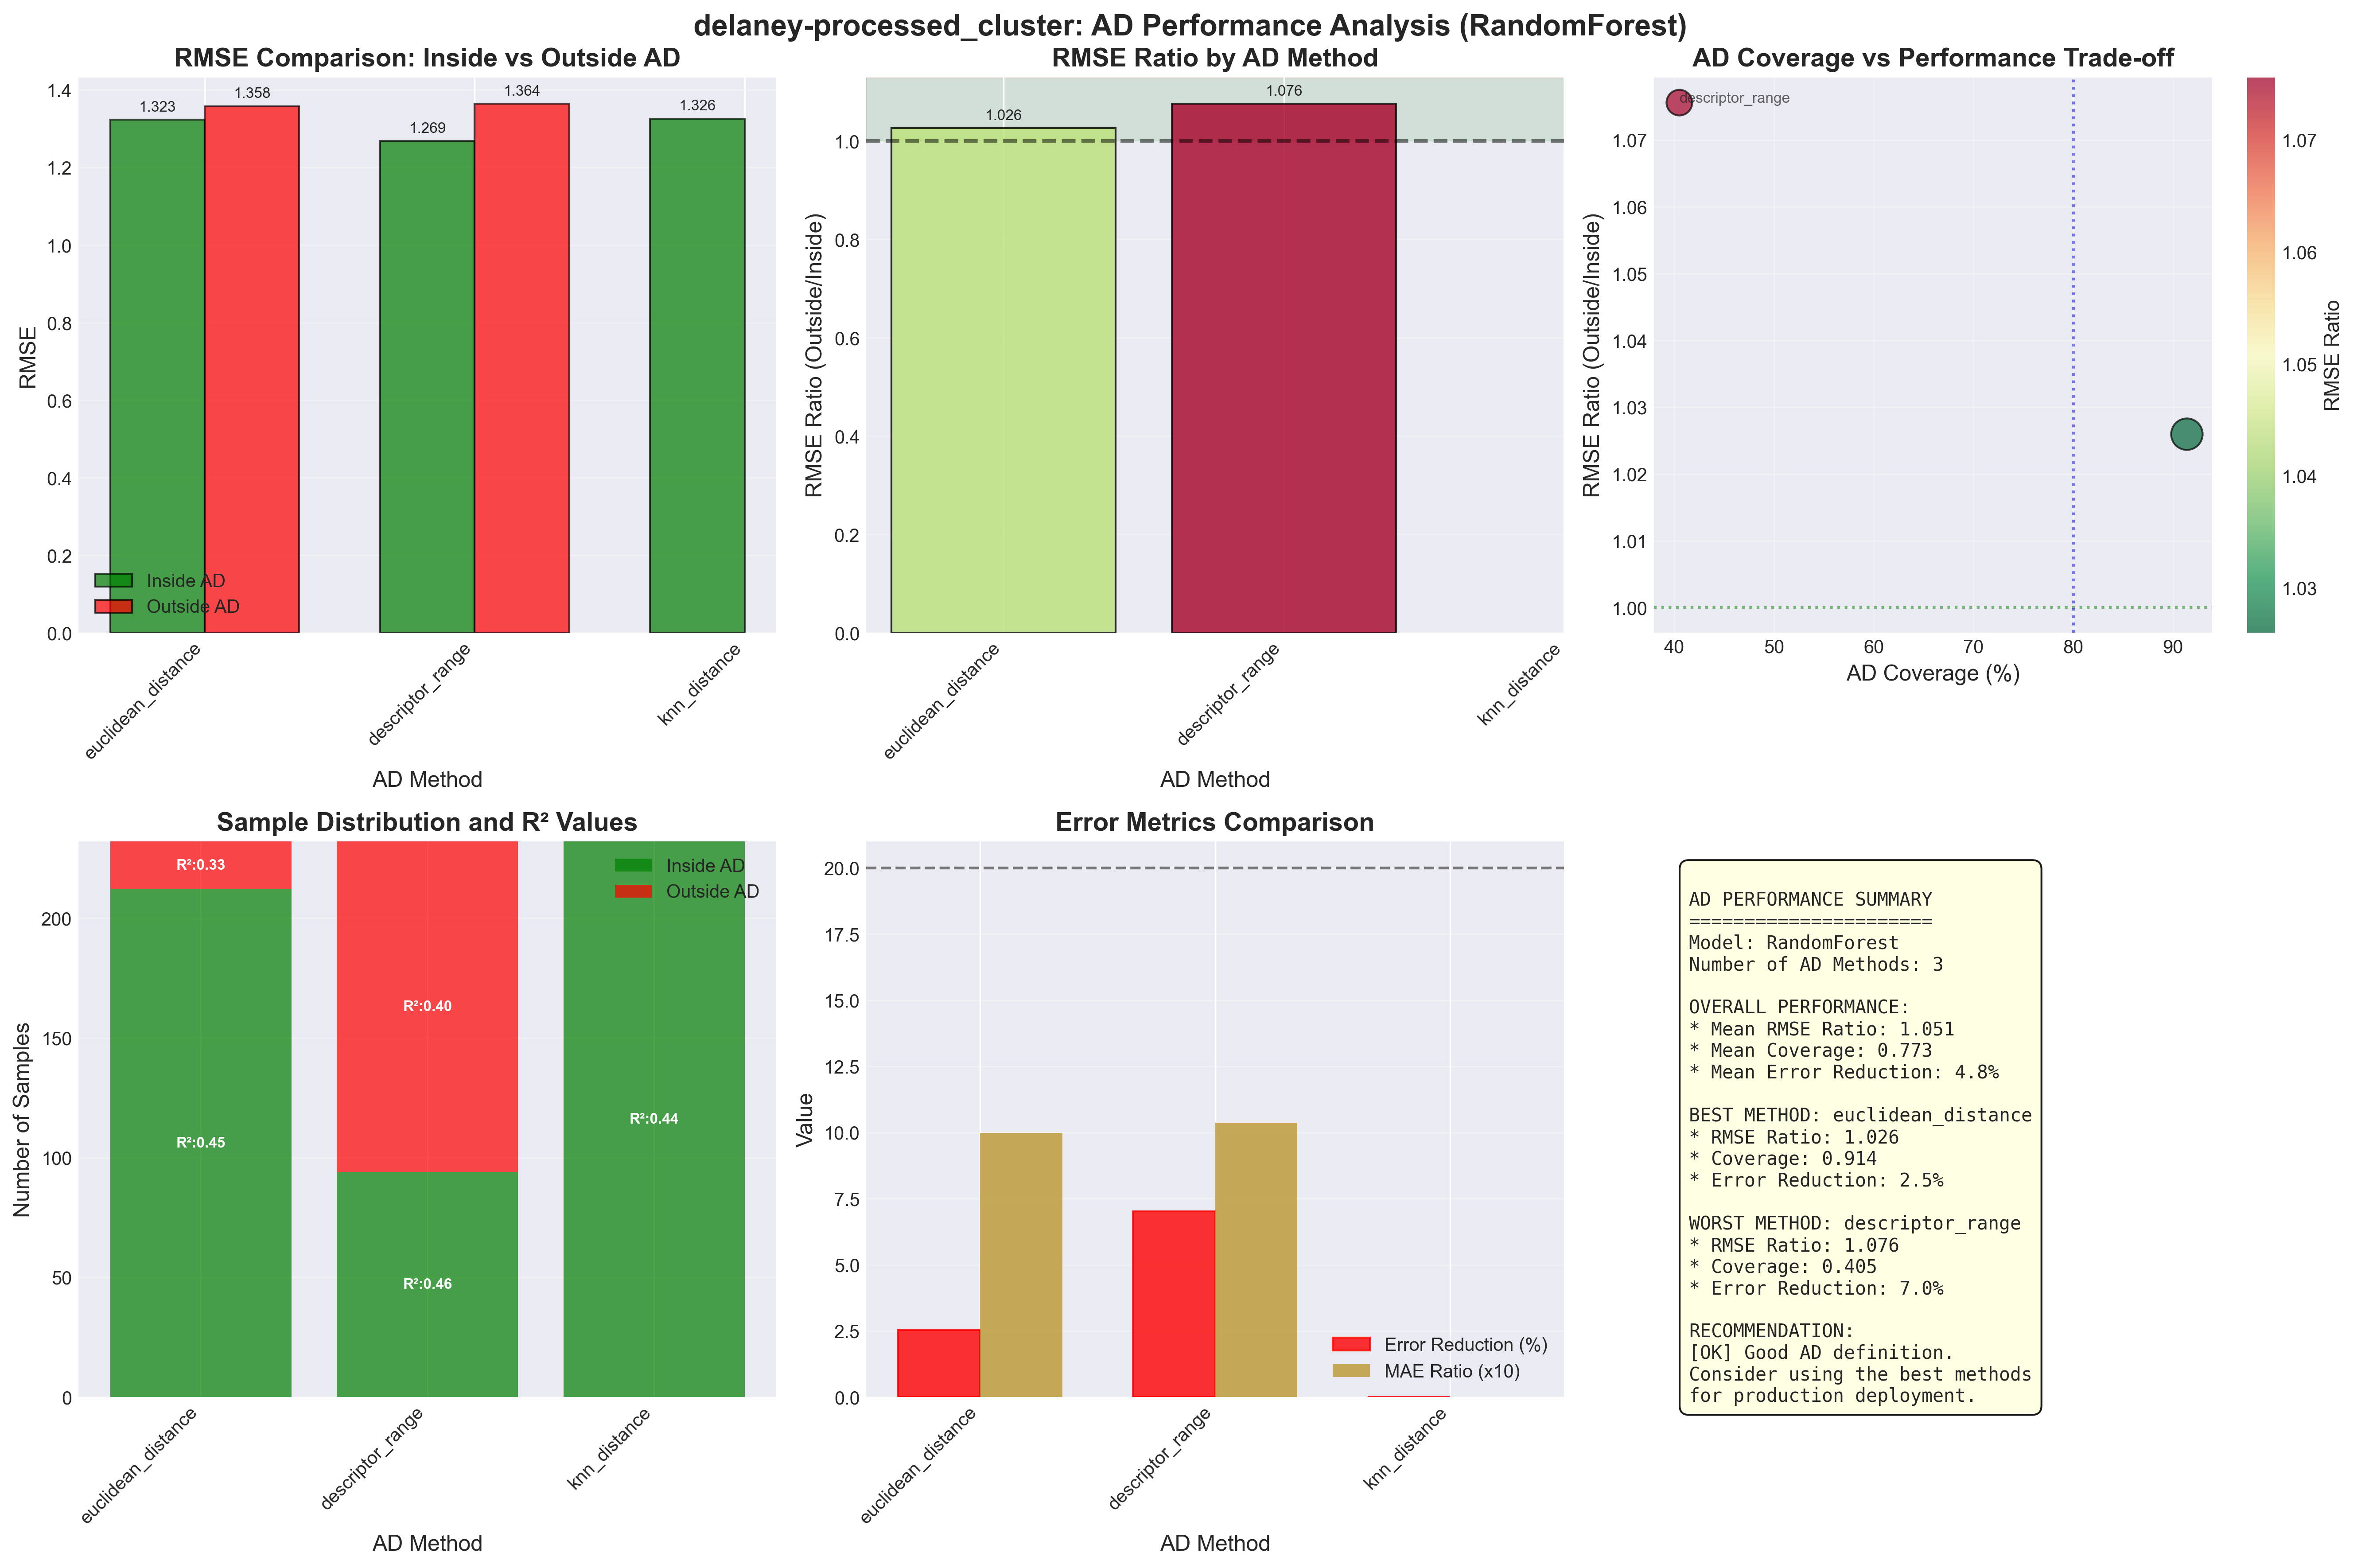 delaney-processed_cluster: AD Performance Analysis (RandomForest)
RMSE Comparison: Inside vs Outside AD
1.4
1.2
1.0
0.8
0.6
0.4
0.2
0.0
RMSE
1.323
1.358
1.269
1.364
1.326
Inside AD
Outside AD
euclidean_distance
descriptor_range
knn_distance
AD Method
RMSE Ratio by AD Method
1.0
0.8
0.6
0.4
0.2
0.0
RMSE Ratio (Outside/Inside)
1.026
1.076
euclidean_distance
descriptor_range
knn_distance
AD Method
AD Coverage vs Performance Trade-off
1.07
1.06
1.05
1.04
1.03
1.02
1.01
1.00
RMSE Ratio (Outside/Inside)
descriptor_range
40
50
60
70
80
90
AD Coverage (%)
1.07
1.06
1.05
1.04
1.03
RMSE Ratio
Sample Distribution and R² Values
200
150
100
50
0
Number of Samples
R²:0.33
R²:0.45
R²:0.40
R²:0.46
R²:0.44
Inside AD
Outside AD
euclidean_distance
descriptor_range
knn_distance
AD Method
Error Metrics Comparison
20.0
17.5
15.0
12.5
10.0
7.5
5.0
2.5
0.0
Value
Error Reduction (%)
MAE Ratio (x10)
euclidean_distance
descriptor_range
knn_distance
AD Method
AD PERFORMANCE SUMMARY
======================
Model: RandomForest
Number of AD Methods: 3
OVERALL PERFORMANCE:
* Mean RMSE Ratio: 1.051
* Mean Coverage: 0.773
* Mean Error Reduction: 4.8%
BEST METHOD: euclidean_distance
* RMSE Ratio: 1.026
* Coverage: 0.914
* Error Reduction: 2.5%
WORST METHOD: descriptor_range
* RMSE Ratio: 1.076
* Coverage: 0.405
* Error Reduction: 7.0%
RECOMMENDATION:
[OK] Good AD definition.
Consider using the best methods
for production deployment.